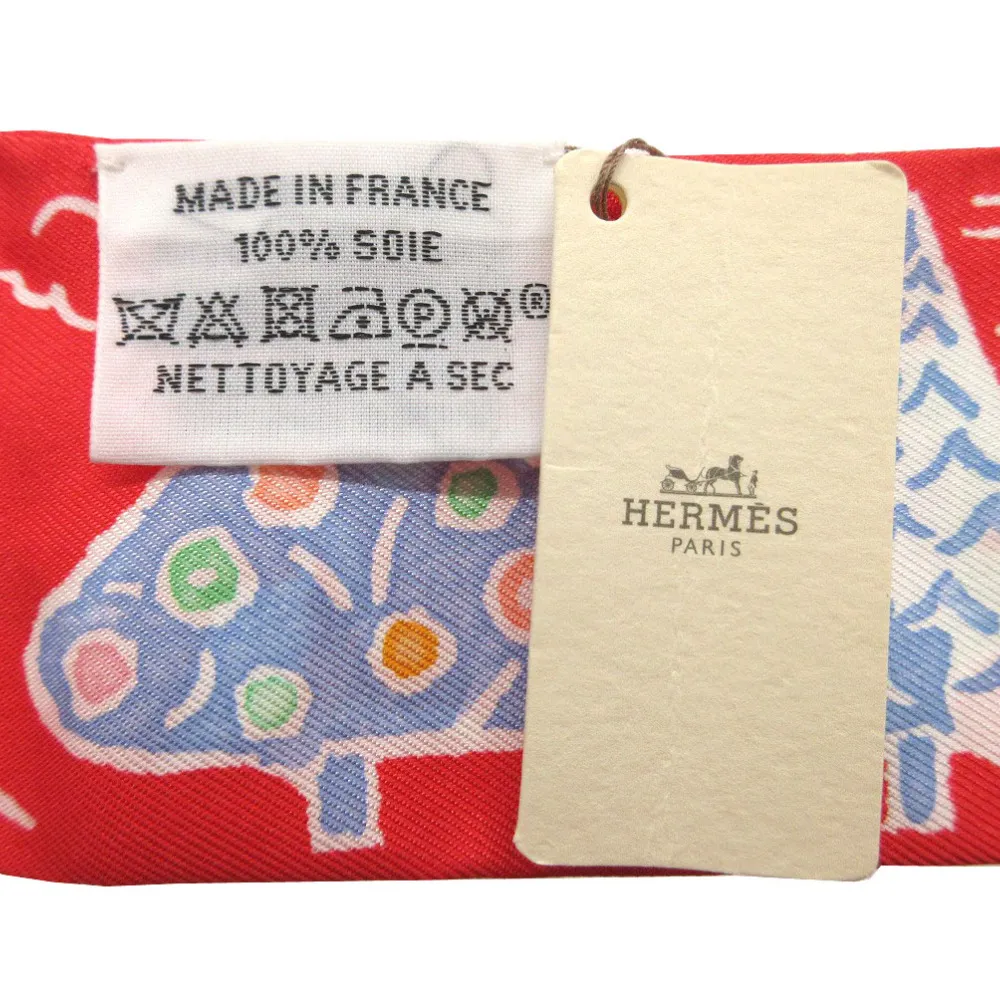 MADE IN FRANCE
100% SOIE
P ®
NETTOYAGE A SEC
HERMÈS
PARIS